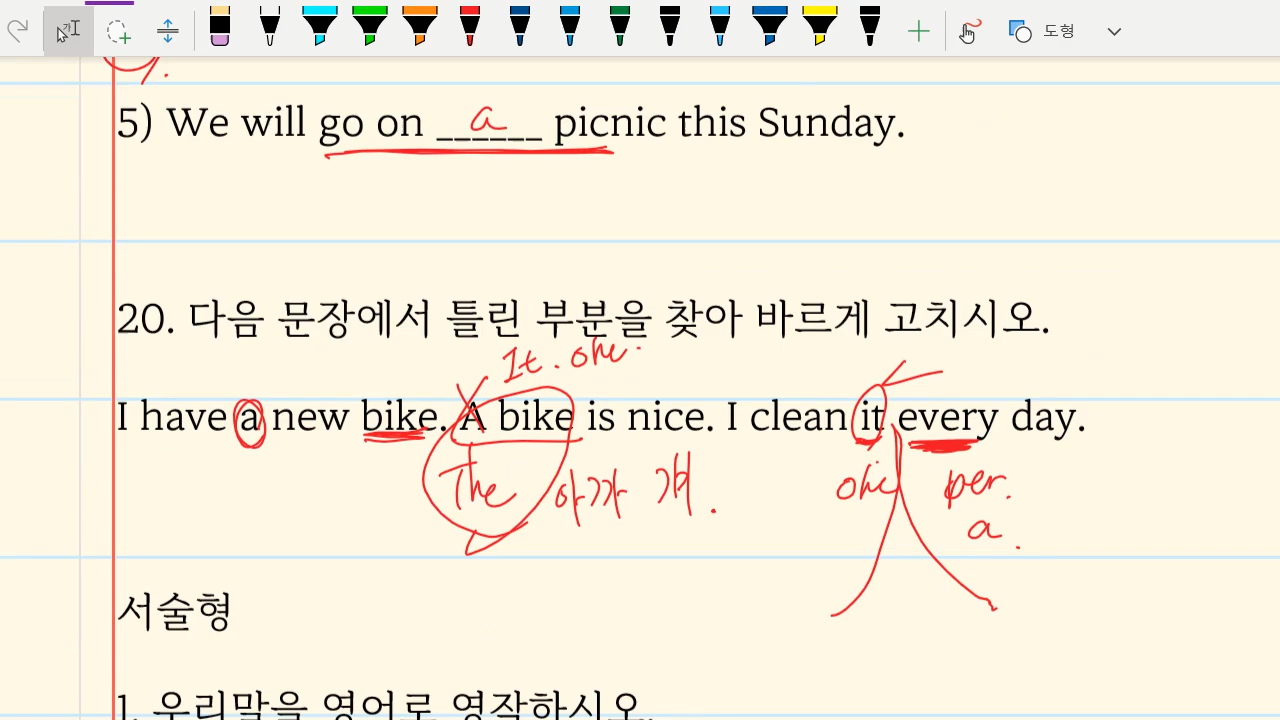 도형
5) We will go on __a__ picnic this Sunday.
20. 다음 문장에서 틀린 부분을 찾아 바르게 고치시오.
It. one.
I have a new bike. A bike is nice. I clean it every day.
The 아까 걔. one per.
a.
서술형
1. 우리말을 영어로 영작하시오.